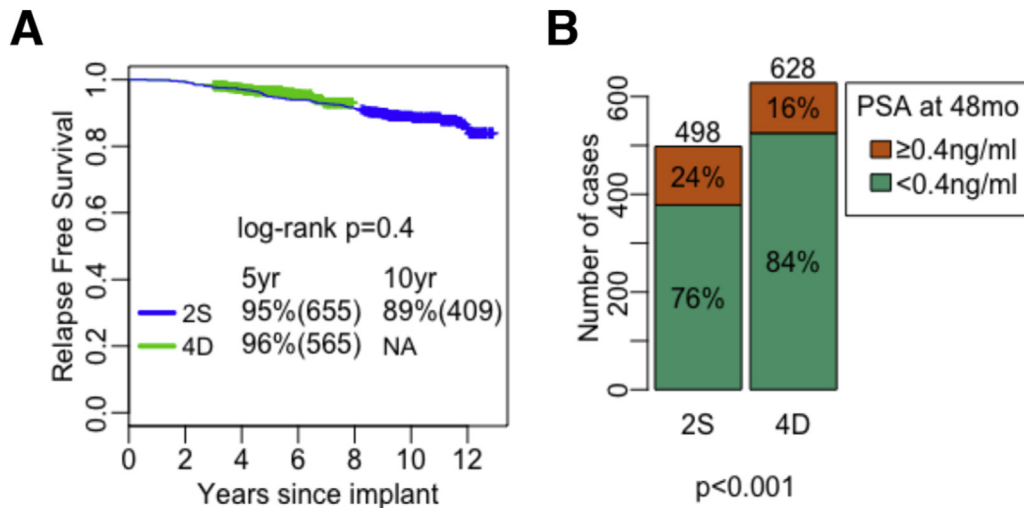 A
1.0
0.8
0.6
0.4
0.2
0.0
Relapse Free Survival
log-rank p=0.4
5yr 10yr
2S 95%(655) 89%(409)
4D 96%(565) NA
0 2 4 6 8 10 12
Years since implant
B
600
400
200
0
Number of cases
498
24%
76%
628
16%
84%
2S 4D
p<0.001
PSA at 48mo
≥0.4ng/ml
<0.4ng/ml